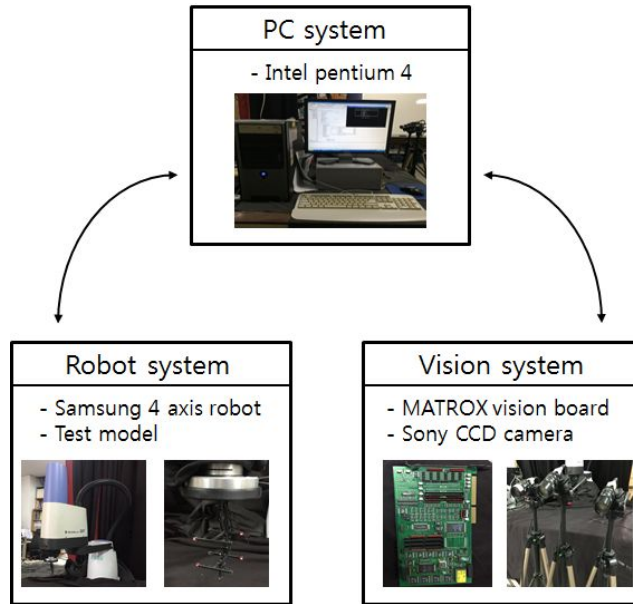 PC system
- Intel pentium 4
Robot system
- Samsung 4 axis robot
- Test model
Vision system
- MATROX vision board
- Sony CCD camera